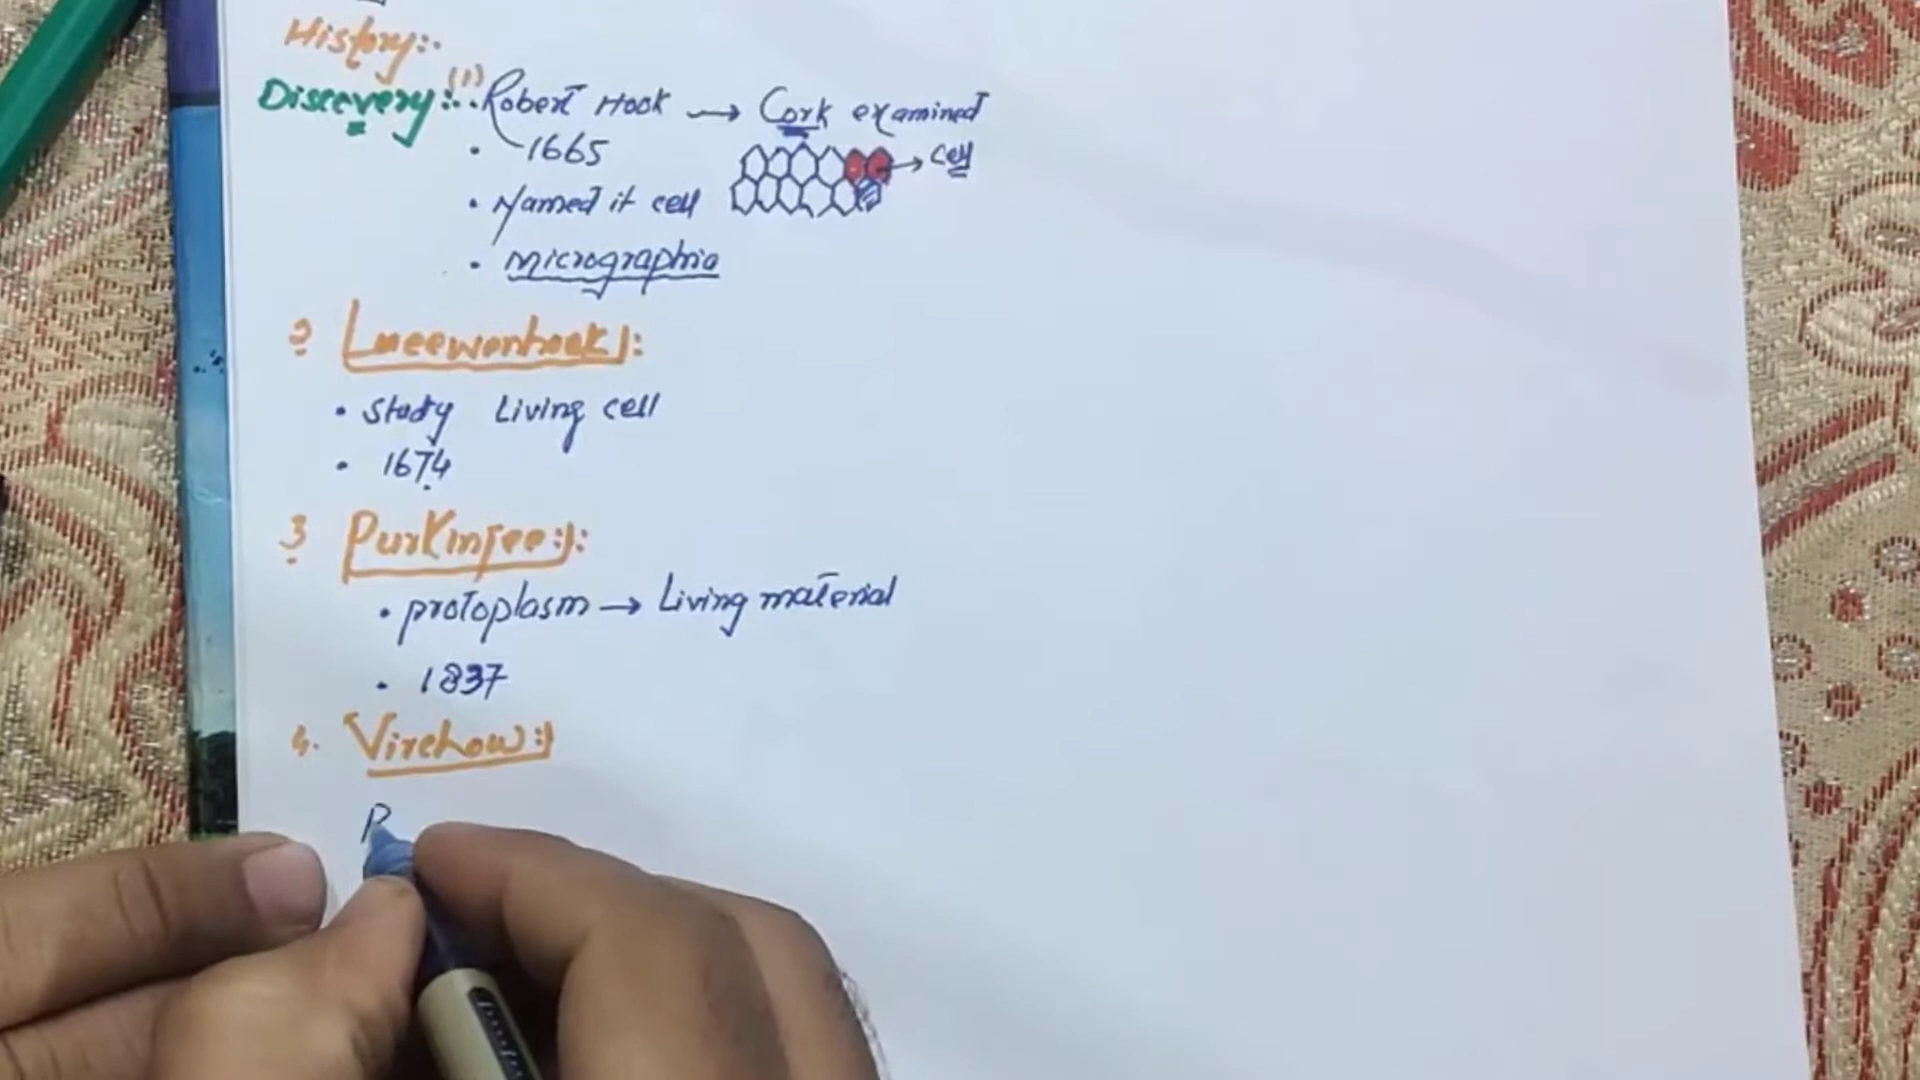 History:-
Discovery:- (1) Robert Hook → Cork examined
• 1665
→ cell
• Named it cell
• micrographia
2 Lueewenhoek:
• Study Living cell
• 1674
3 Purkinjee:
• protoplasm → Living material
• 1837
4. Virchow:
P